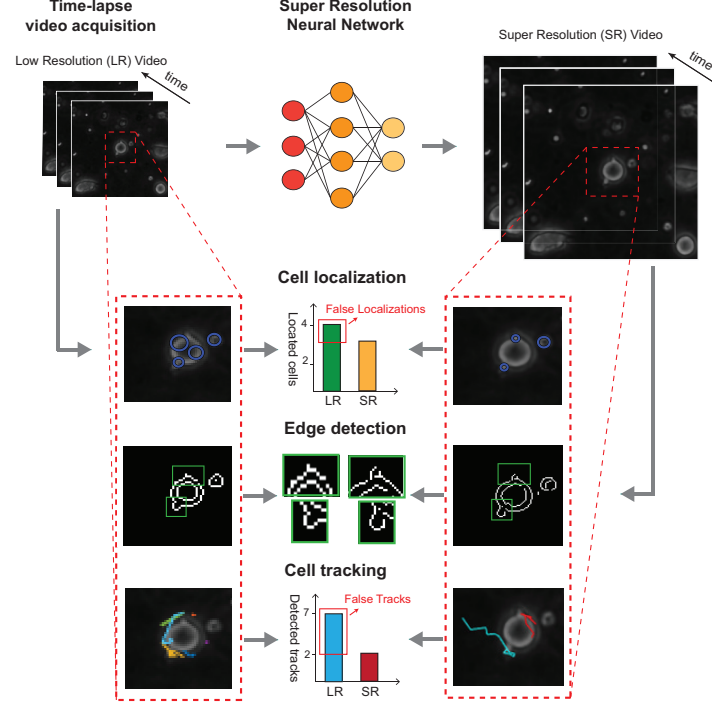 Time-lapse
video acquisition
Super Resolution
Neural Network
Low Resolution (LR) Video
time
Super Resolution (SR) Video
time
Cell localization
False Localizations
Located cells
4
2
LR
SR
Edge detection
Cell tracking
False Tracks
Detected tracks
7
2
LR
SR